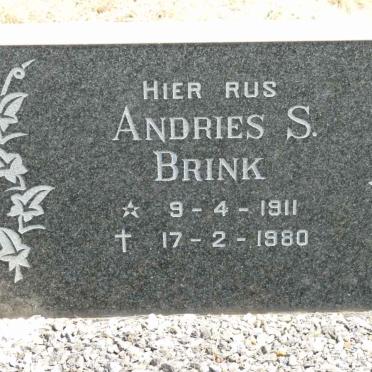 HIER RUS
ANDRIES S.
BRINK
☆ 9 - 4 - 1911
† 17 - 2 - 1980